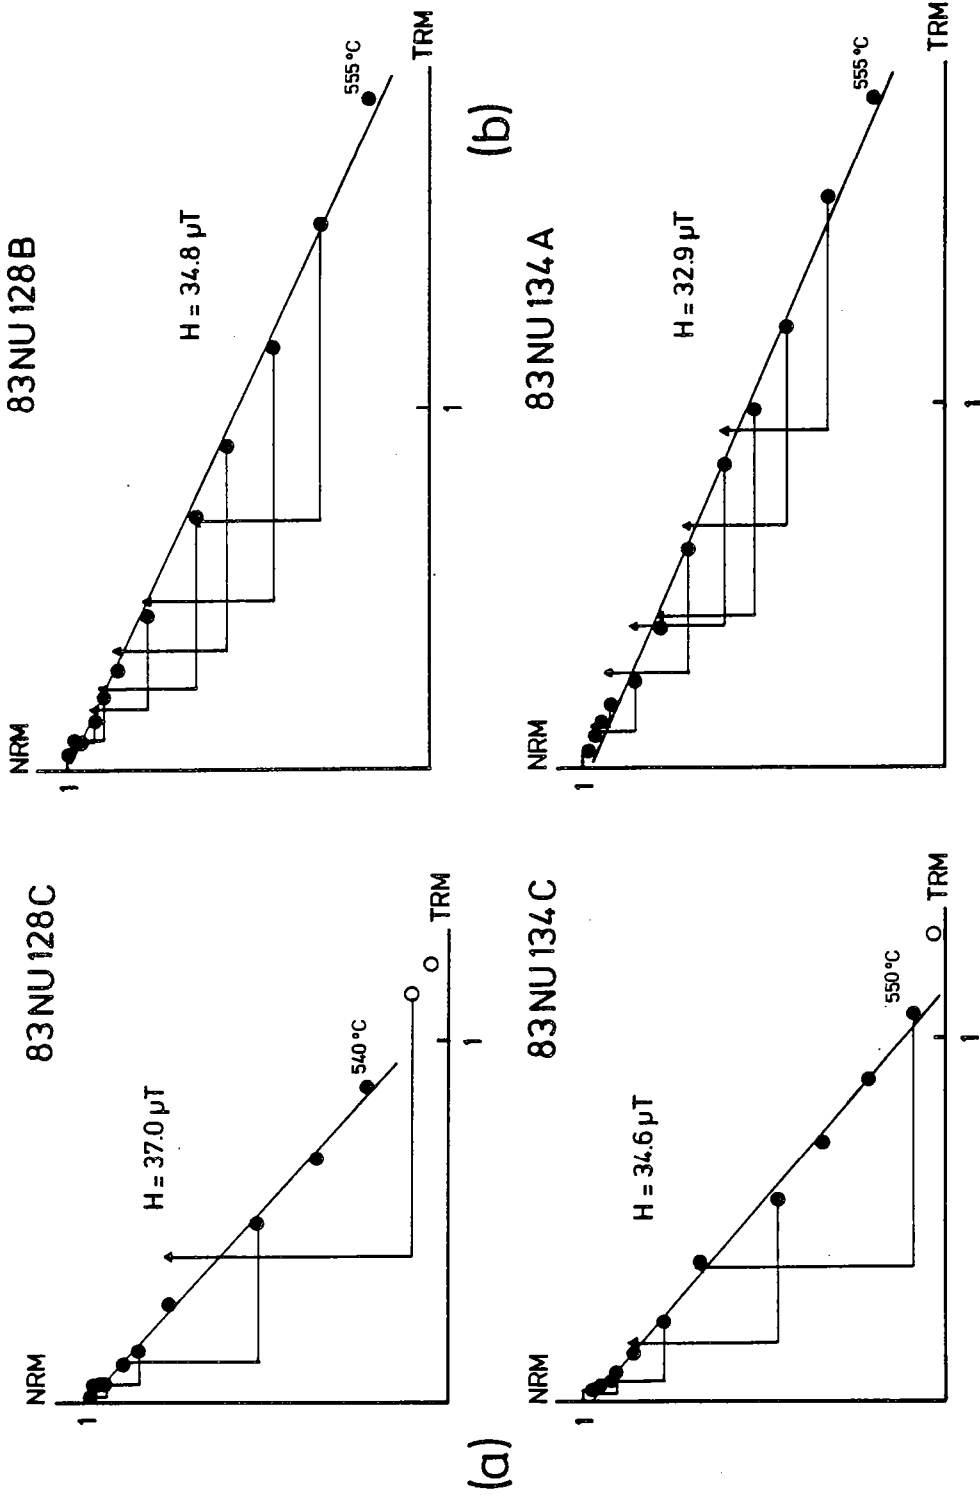 (a)
83NU128C
NRM
1
H = 37.0 µT
540 °C
1
TRM
83NU134C
NRM
1
H = 34.6 µT
550 °C
1
TRM
(b)
83NU128B
NRM
1
H = 34.8 µT
555 °C
1
TRM
83NU134A
NRM
1
H = 32.9 µT
555 °C
1
TRM